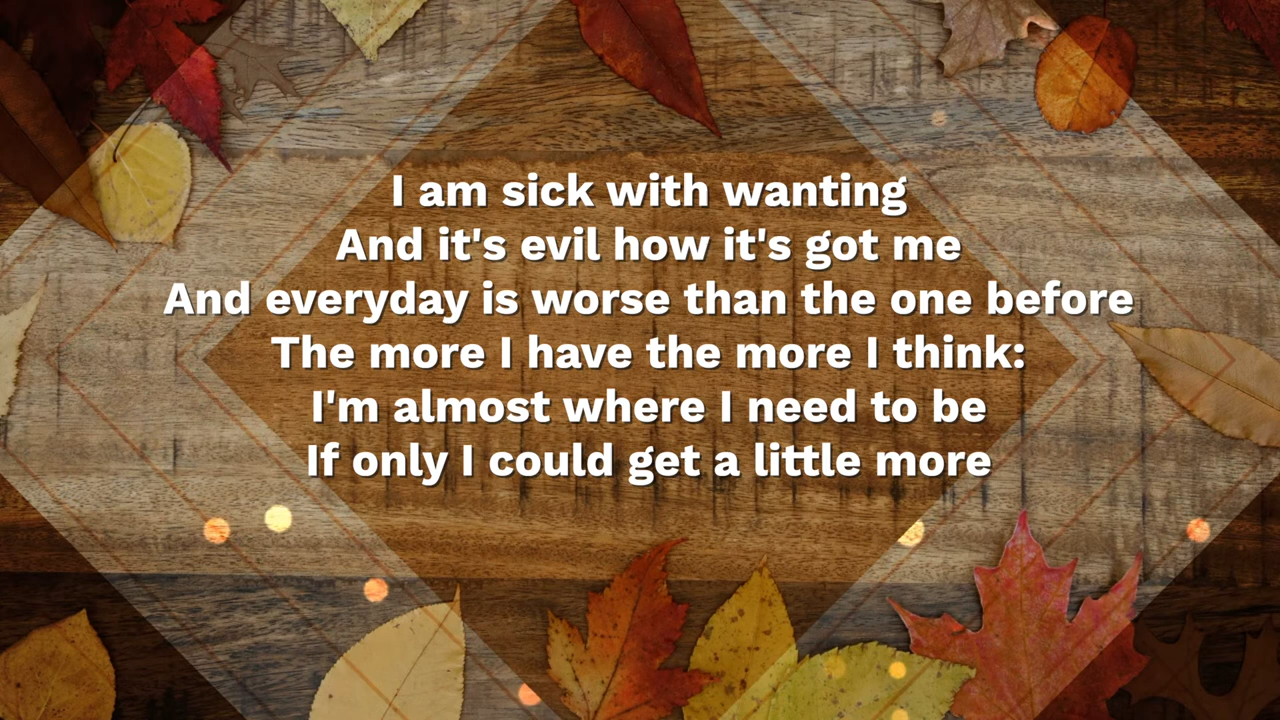 I am sick with wanting
And it's evil how it's got me
And everyday is worse than the one before
The more I have the more I think:
I'm almost where I need to be
If only I could get a little more